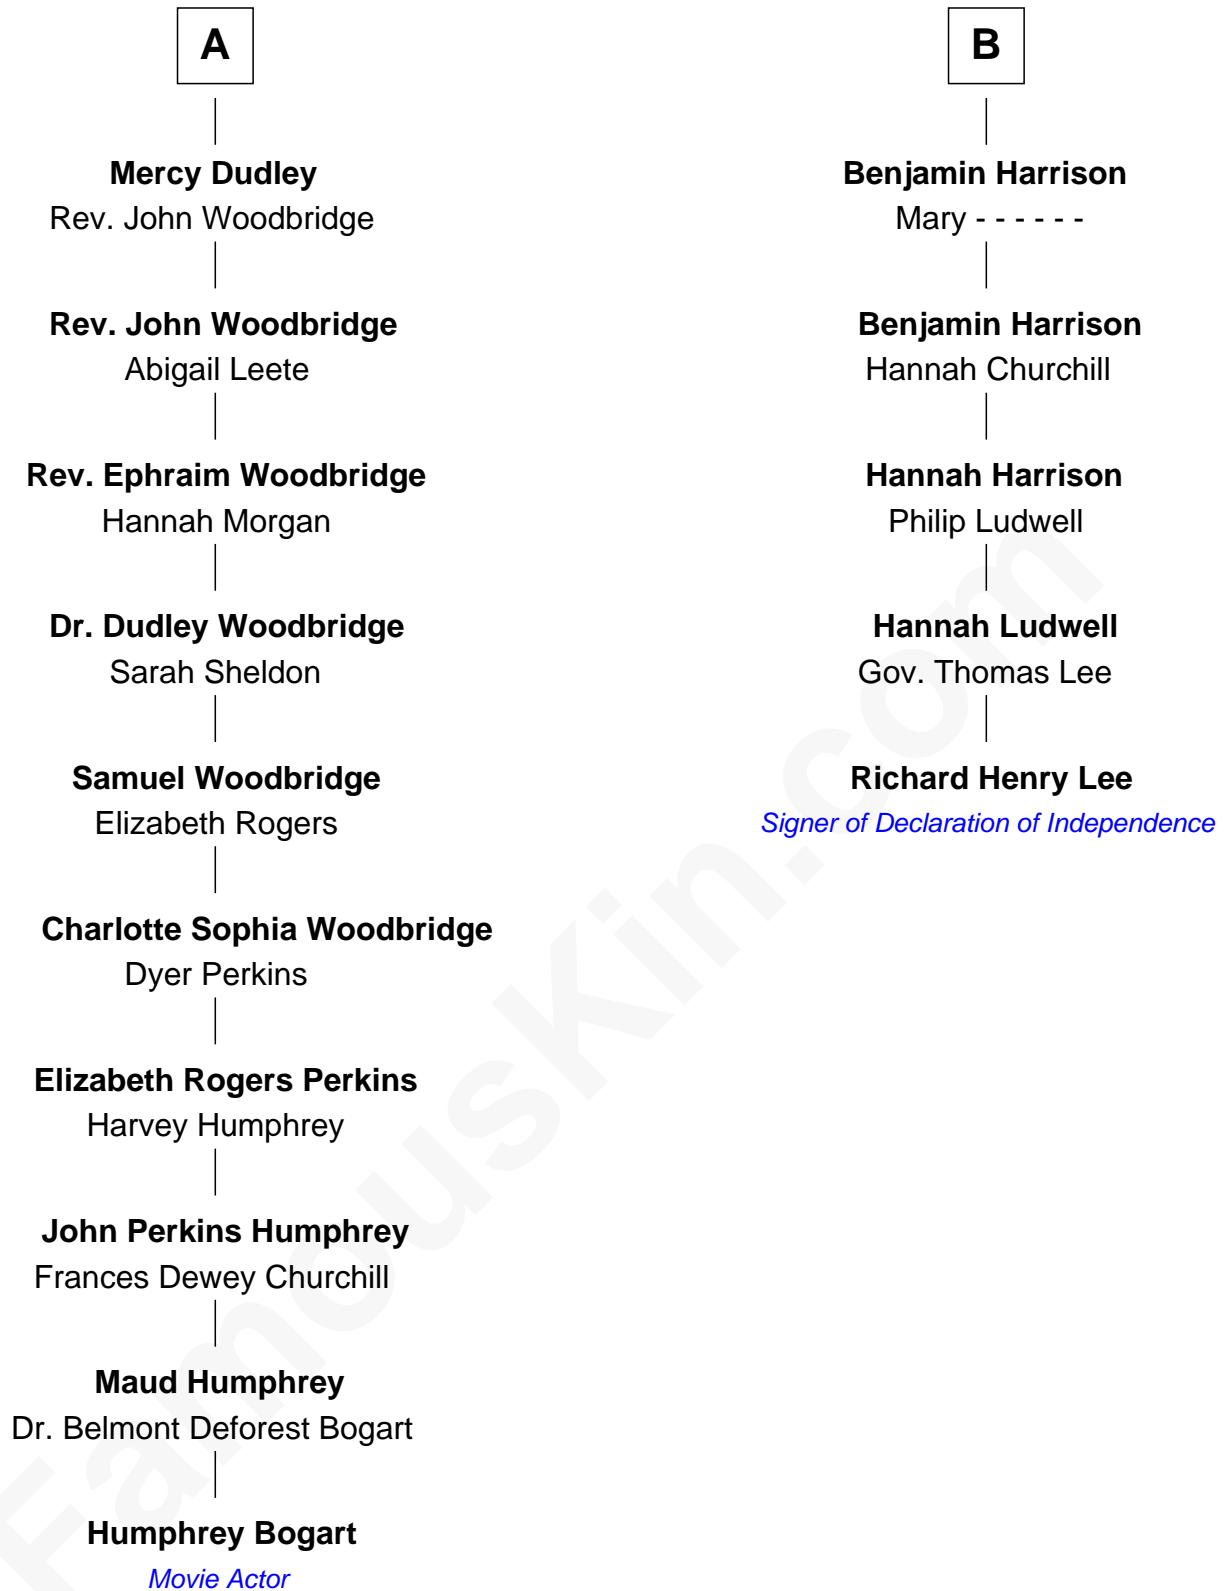 A
Mercy Dudley
Rev. John Woodbridge
Rev. John Woodbridge
Abigail Leete
Rev. Ephraim Woodbridge
Hannah Morgan
Dr. Dudley Woodbridge
Sarah Sheldon
Samuel Woodbridge
Elizabeth Rogers
Charlotte Sophia Woodbridge
Dyer Perkins
Elizabeth Rogers Perkins
Harvey Humphrey
John Perkins Humphrey
Frances Dewey Churchill
Maud Humphrey
Dr. Belmont Deforest Bogart
Humphrey Bogart
Movie Actor
B
Benjamin Harrison
Mary - - - - - -
Benjamin Harrison
Hannah Churchill
Hannah Harrison
Philip Ludwell
Hannah Ludwell
Gov. Thomas Lee
Richard Henry Lee
Signer of Declaration of Independence
FamousKin.com